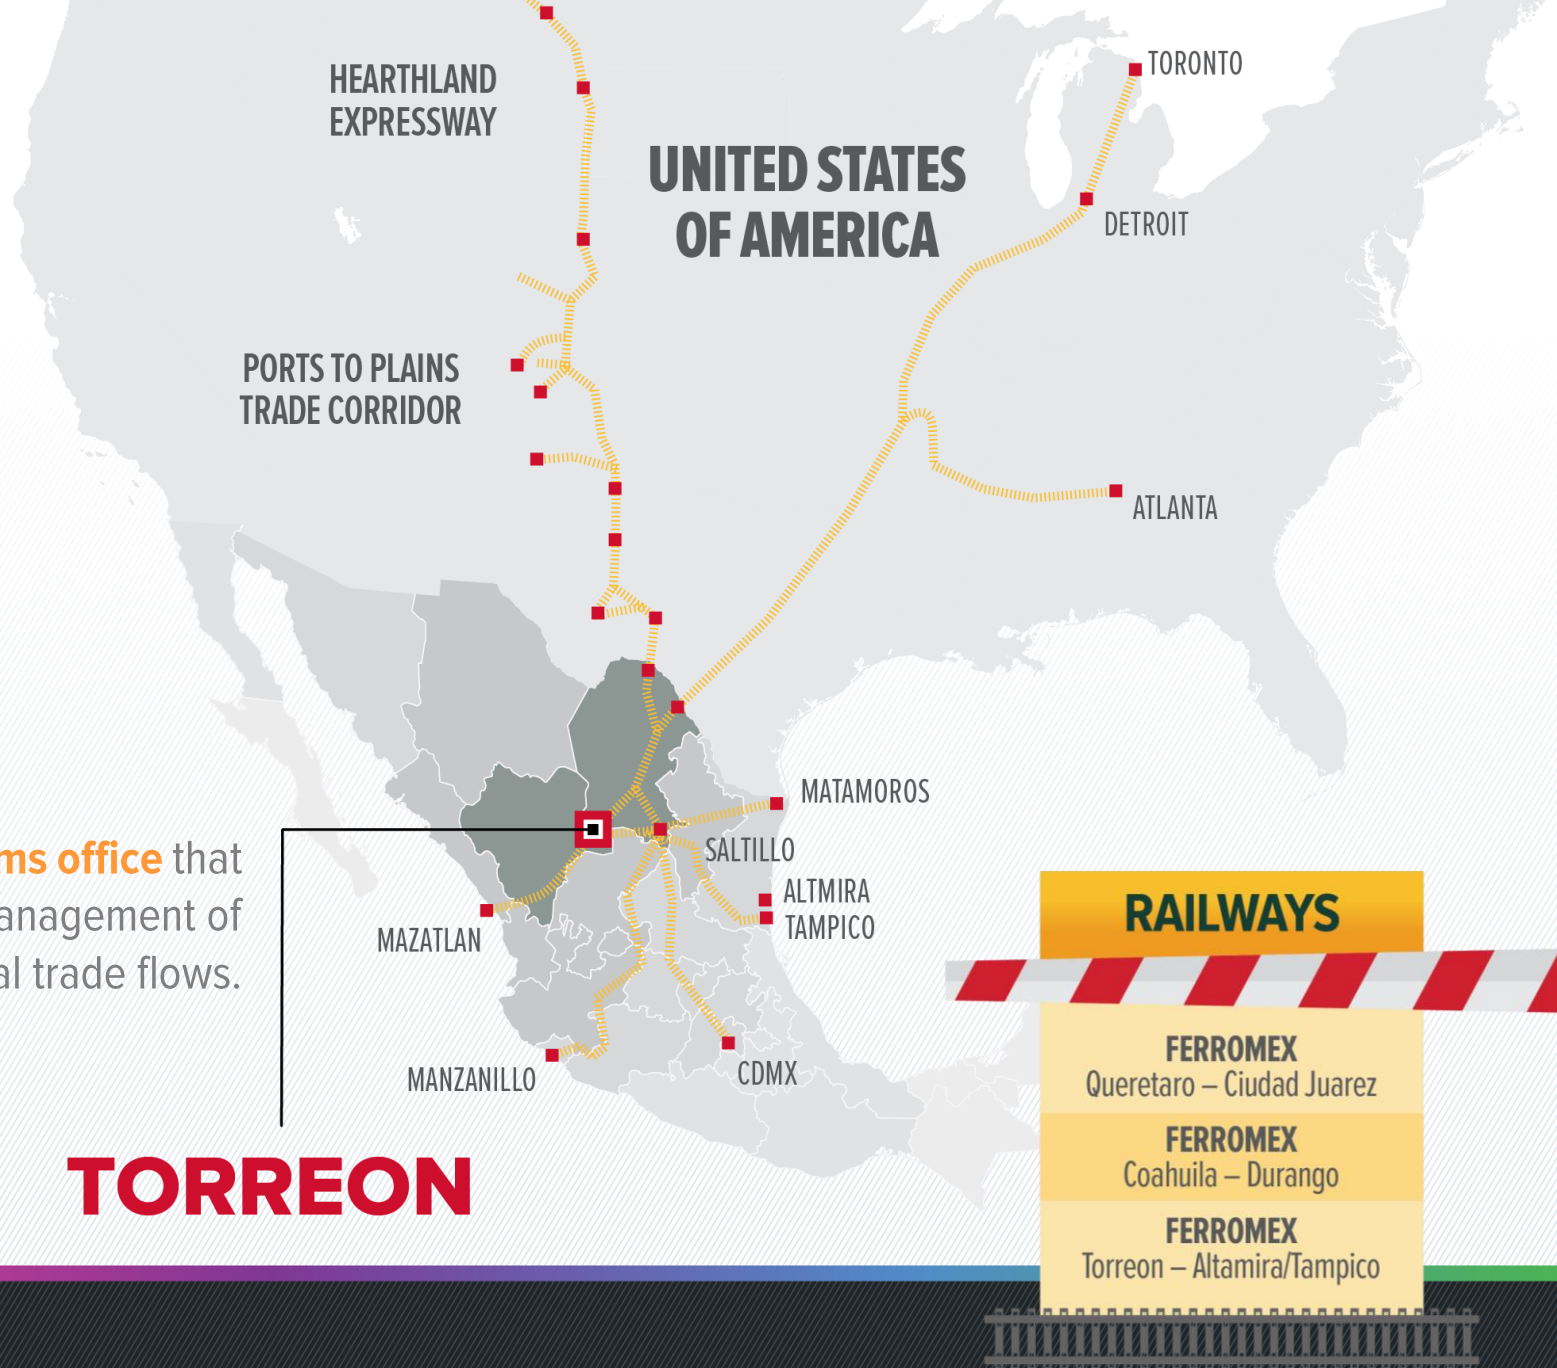 HEARTHLAND
EXPRESSWAY
UNITED STATES
OF AMERICA
TORONTO
DETROIT
PORTS TO PLAINS
TRADE CORRIDOR
ATLANTA
MATAMOROS
SALTILLO
ALTMIRA
TAMPICO
MAZATLAN
MANZANILLO
CDMX
ms office that
anagement of
al trade flows.
TORREON
RAILWAYS
FERROMEX
Queretaro – Ciudad Juarez
FERROMEX
Coahuila – Durango
FERROMEX
Torreon – Altamira/Tampico